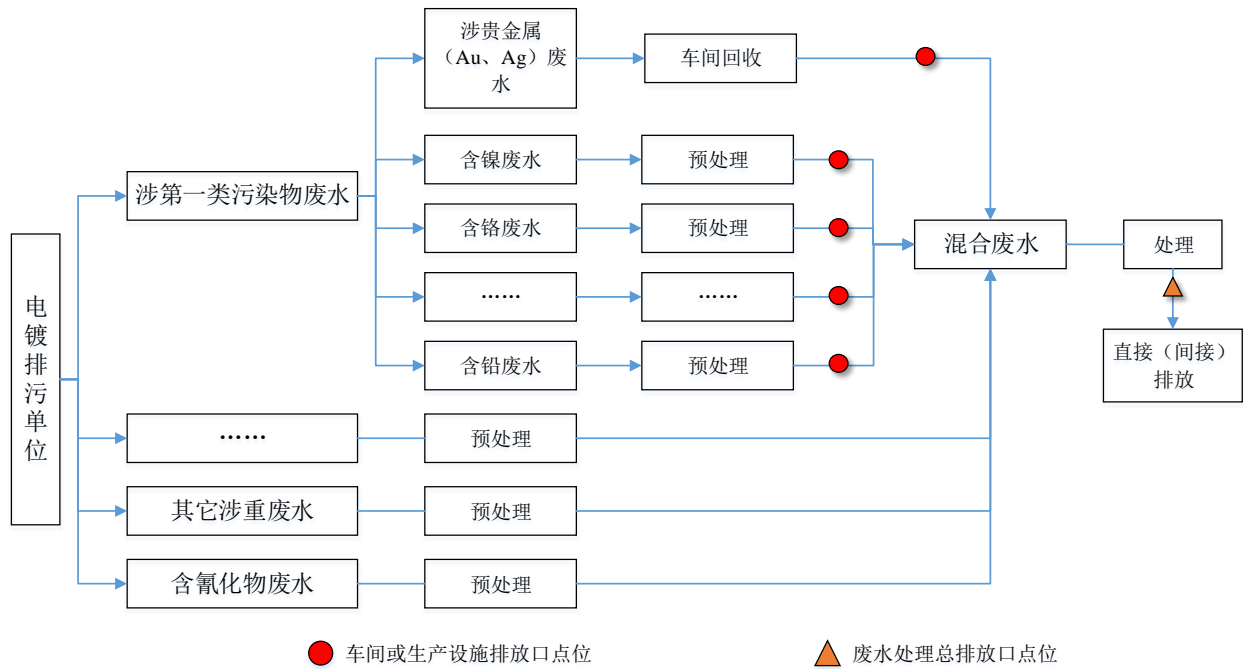 涉贵金属
（Au、Ag）废
水
车间回收
含镍废水
预处理
涉第一类污染物废水
含铬废水
预处理
混合废水
处理
……
……
电
镀
排
污
单
位
含铅废水
预处理
直接（间接）
排放
……
预处理
其它涉重废水
预处理
含氰化物废水
预处理
车间或生产设施排放口点位
废水处理总排放口点位